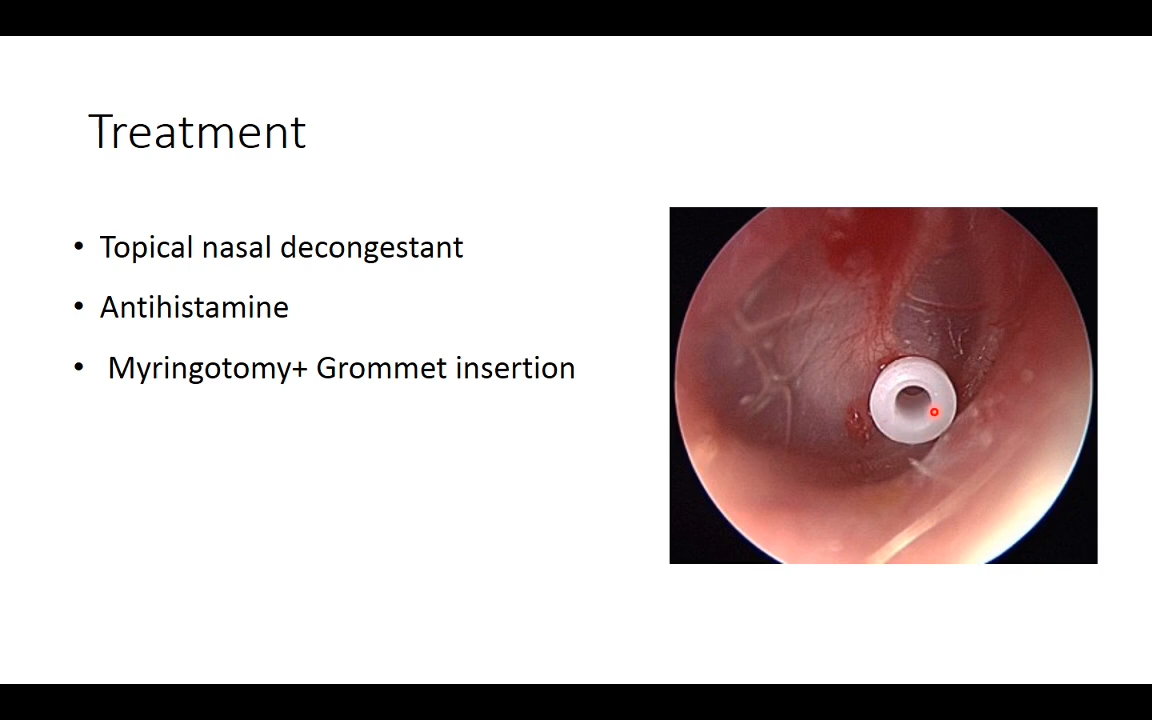 Treatment
• Topical nasal decongestant
• Antihistamine
• Myringotomy+ Grommet insertion